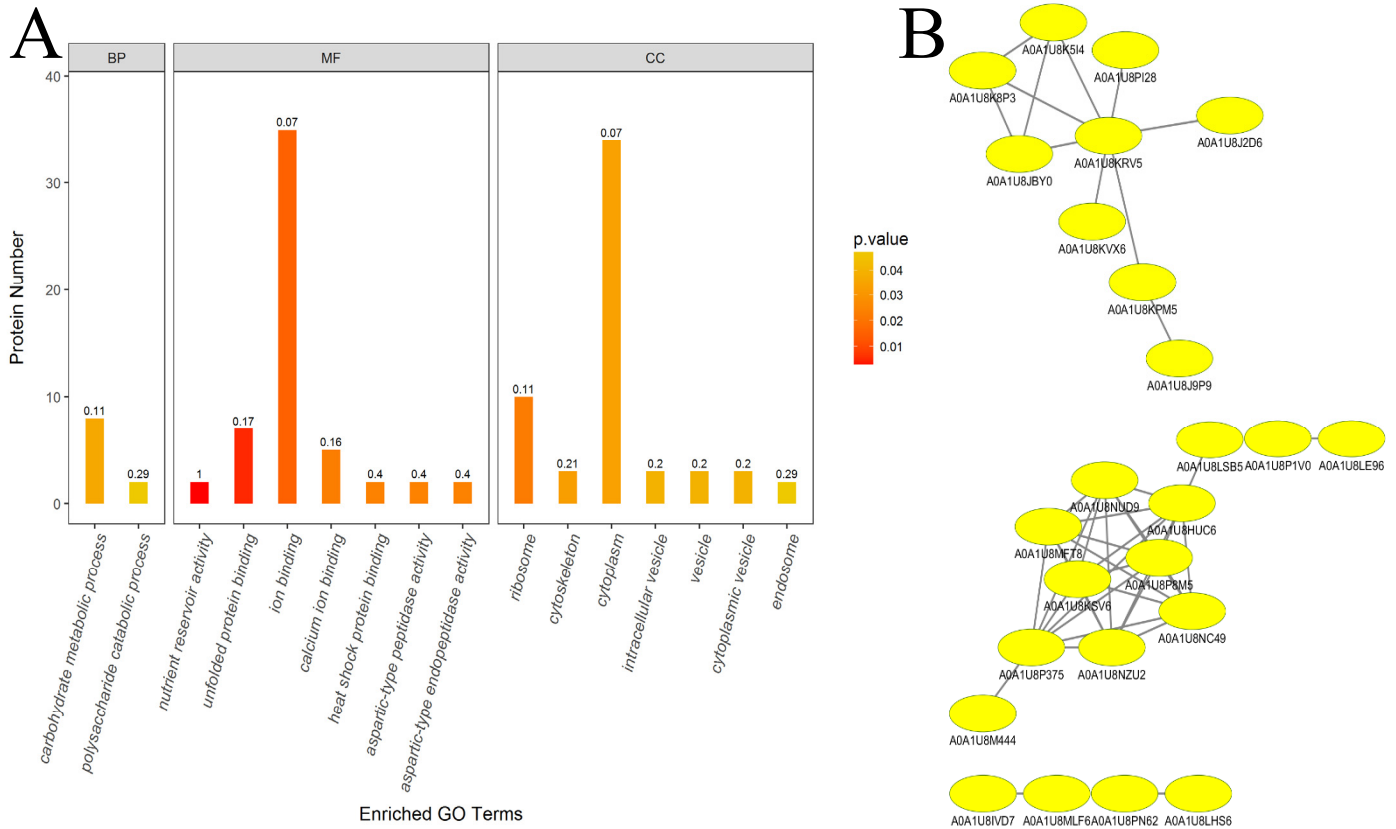 A
BP
MF
CC
Protein Number
40
30
20
10
0
0.11
0.29
1
0.17
0.07
0.16
0.4
0.4
0.4
0.11
0.21
0.07
0.2
0.2
0.2
0.29
carbohydrate metabolic process
polysaccharide catabolic process
nutrient reservoir activity
unfolded protein binding
ion binding
calcium ion binding
heat shock protein binding
aspartic-type peptidase activity
aspartic-type endopeptidase activity
ribosome
cytoskeleton
cytoplasm
intracellular vesicle
vesicle
cytoplasmic vesicle
endosome
Enriched GO Terms
p.value
0.04
0.03
0.02
0.01
B
A0A1U8K5I4
A0A1U8PI28
A0A1U8K8P3
A0A1U8J2D6
A0A1U8KRV5
A0A1U8JBY0
A0A1U8KVX6
A0A1U8KPM5
A0A1U8J9P9
A0A1U8LSB5 A0A1U8P1V0 A0A1U8LE96
A0A1U8NUD9
A0A1U8HUC6
A0A1U8MFT8
A0A1U8P8M5
A0A1U8KSV6
A0A1U8NC49
A0A1U8P375 A0A1U8NZU2
A0A1U8M444
A0A1U8IVD7 A0A1U8MLF6 A0A1U8PN62 A0A1U8LHS6